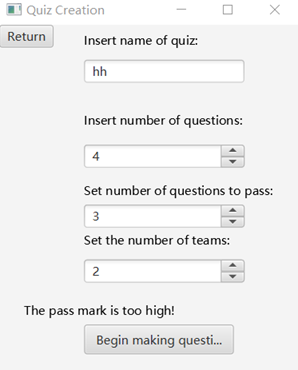 Quiz Creation
Return
Insert name of quiz:
hh
Insert number of questions:
4
Set number of questions to pass:
3
Set the number of teams:
2
The pass mark is too high!
Begin making questi...